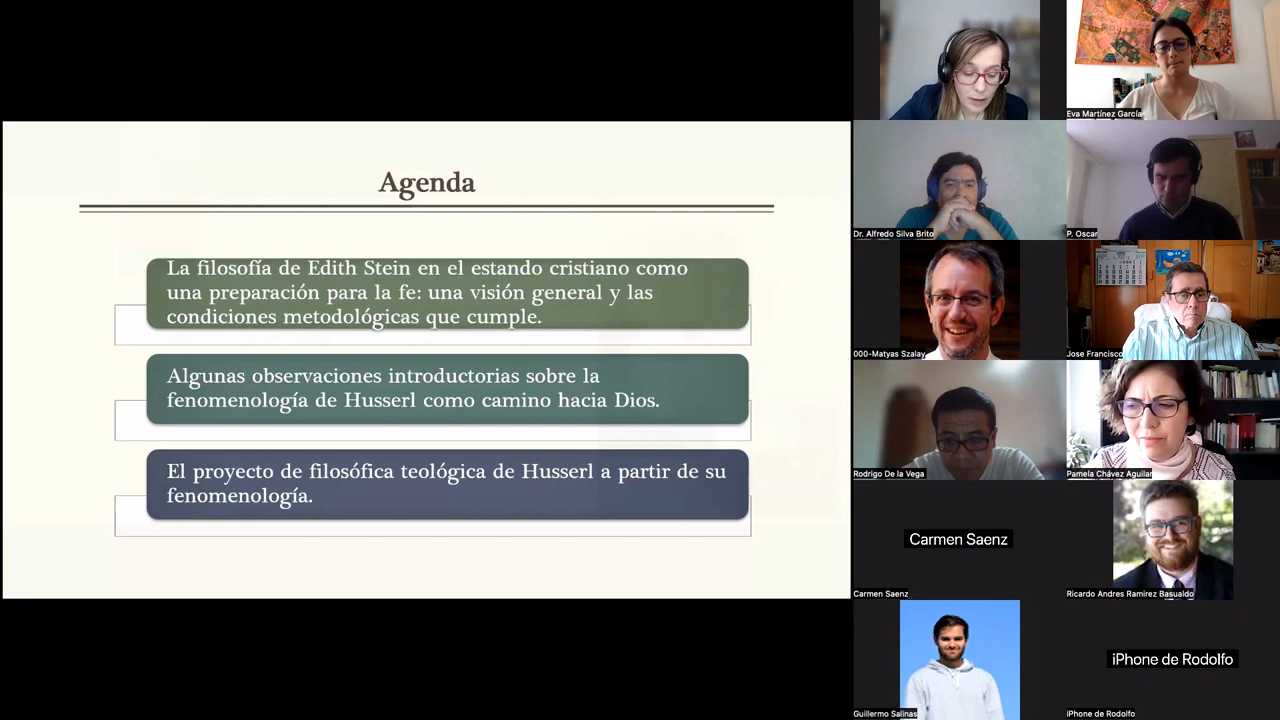 Agenda
La filosofía de Edith Stein en el estando cristiano como
una preparación para la fe: una visión general y las
condiciones metodológicas que cumple.
Algunas observaciones introductorias sobre la
fenomenología de Husserl como camino hacia Dios.
El proyecto de filosófica teológica de Husserl a partir de su
fenomenología.
Eva Martínez García
Dr. Alfredo Silva Brito
P. Oscar
000-Matyas Szalay
Jose Francisco
Rodrigo De la Vega
Pamela Chávez Aguilar
Carmen Saenz
Carmen Saenz
Ricardo Andres Ramirez Basualdo
Guillermo Salinas
iPhone de Rodolfo
iPhone de Rodolfo